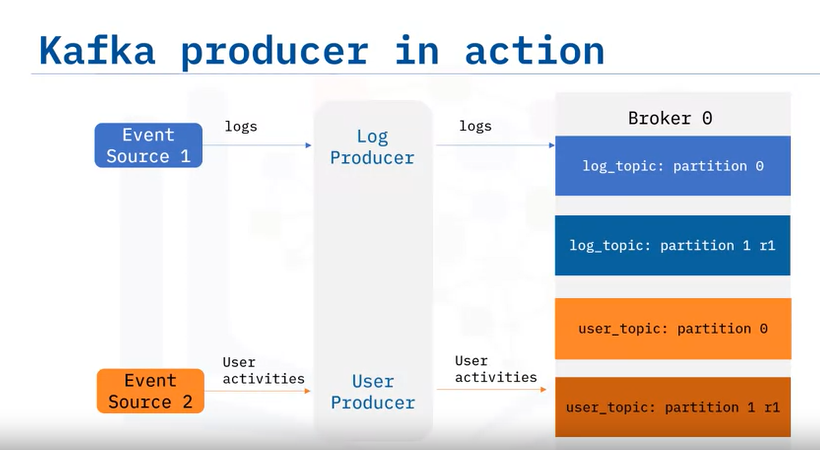 Kafka producer in action
Event
Source 1
logs
Log
Producer
logs
Broker 0
log_topic: partition 0
log_topic: partition 1 r1
user_topic: partition 0
user_topic: partition 1 r1
Event
Source 2
User
activities
User
Producer
User
activities